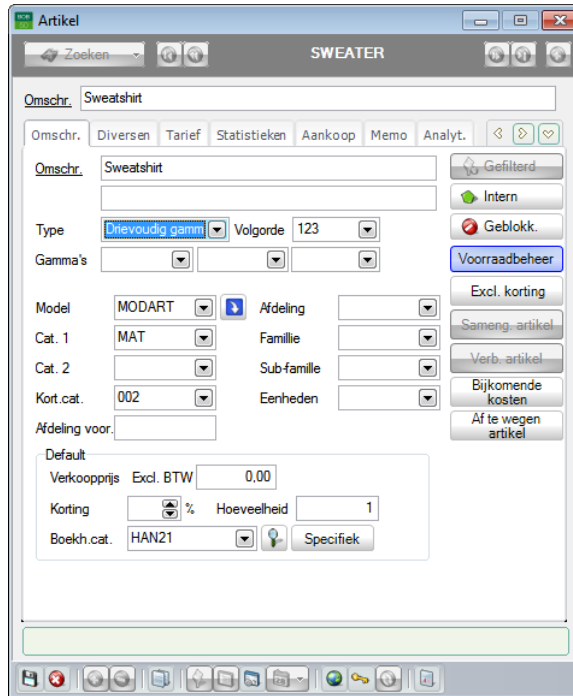 Artikel
Zoeken SWEATER
Omschr. Sweatshirt
Omschr. Diversen Tarief Statistieken Aankoop Memo Analyt.
Omschr. Sweatshirt Gefilterd
Intern
Type Drievoudig gamm Volgorde 123 Geblokk.
Gamma's Voorraadbeheer
Excl. korting
Model MODART Afdeling
Sameng. artikel
Cat. 1 MAT Famillie
Verb. artikel
Cat. 2 Sub-famille
Bijkomende
kosten
Kort.cat. 002 Eenheden
Af te wegen
artikel
Afdeling voor.
Default
Verkoopprijs Excl. BTW 0,00
Korting % Hoeveelheid 1
Boekh.cat. HAN21 Specifiek